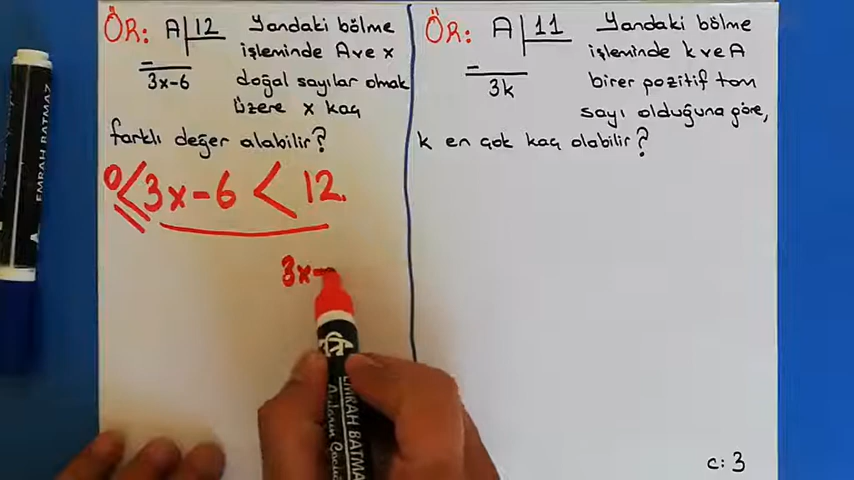 ÖR: A 12 Yandaki bölme
işleminde A ve x
3x-6 doğal sayılar olmak
üzere x kaç
farklı değer alabilir?
0≤3x-6<12.
3x-
ÖR: A 11 Yandaki bölme
işleminde k ve A
3k birer pozitif tam
sayı olduğuna göre,
k en çok kaç olabilir?
c: 3
EMRAH BATMAZ
EMRAH BATMAZ